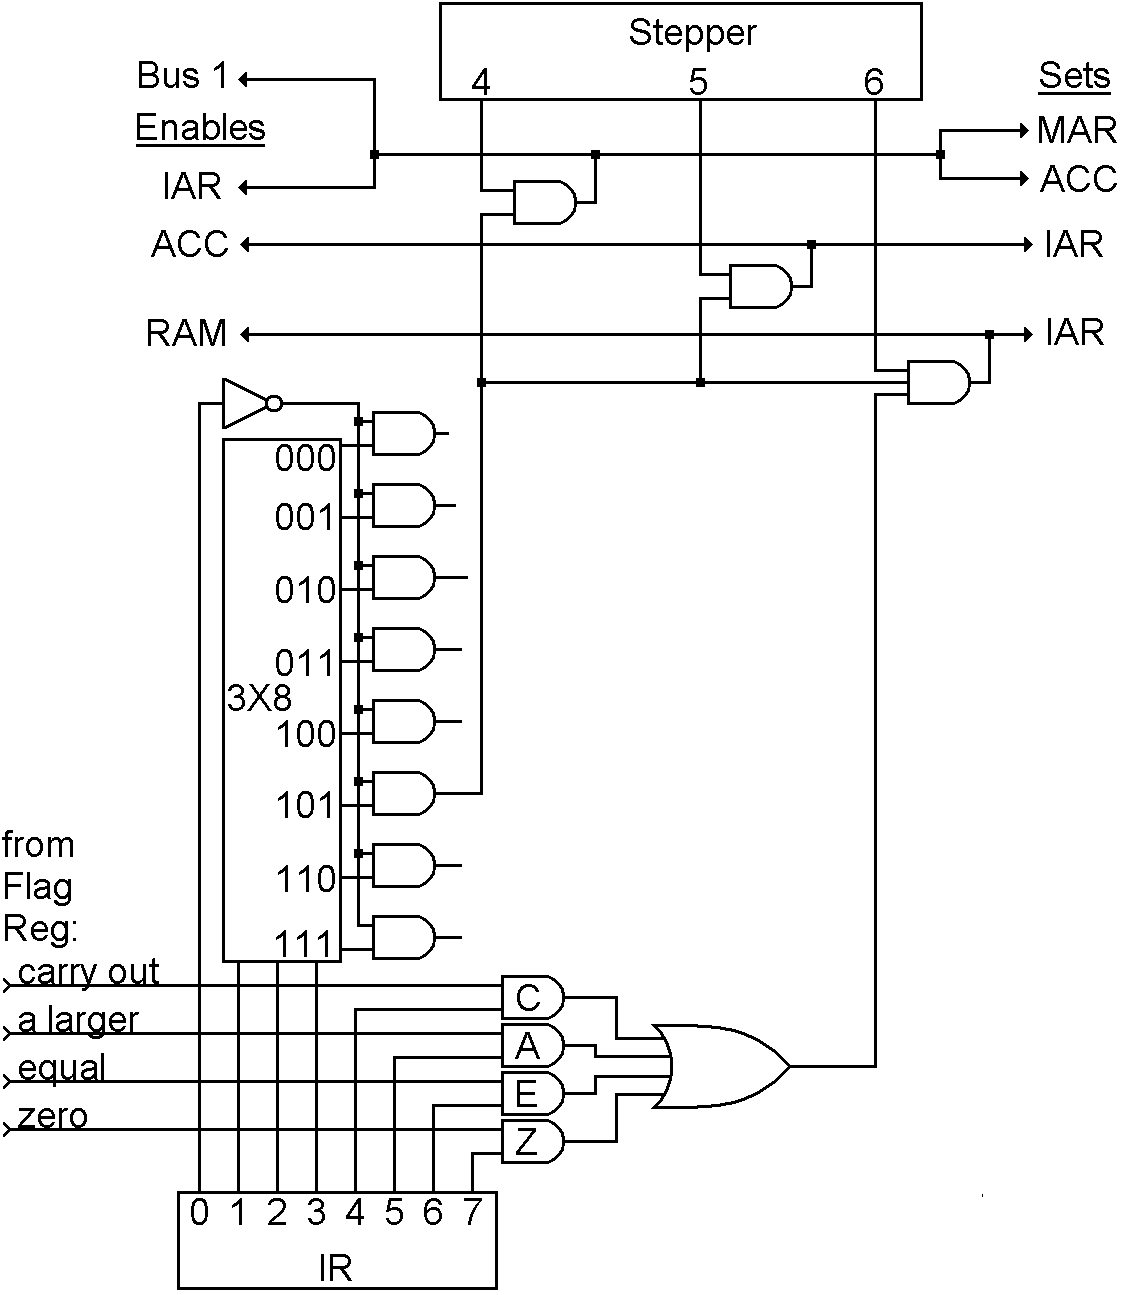 Stepper
4 5 6
Bus 1
Enables
IAR
ACC
RAM
Sets
MAR
ACC
IAR
IAR
000
001
010
011
3X8
100
101
110
111
from
Flag
Reg:
carry out
a larger
equal
zero
C
A
E
Z
0 1 2 3 4 5 6 7
IR